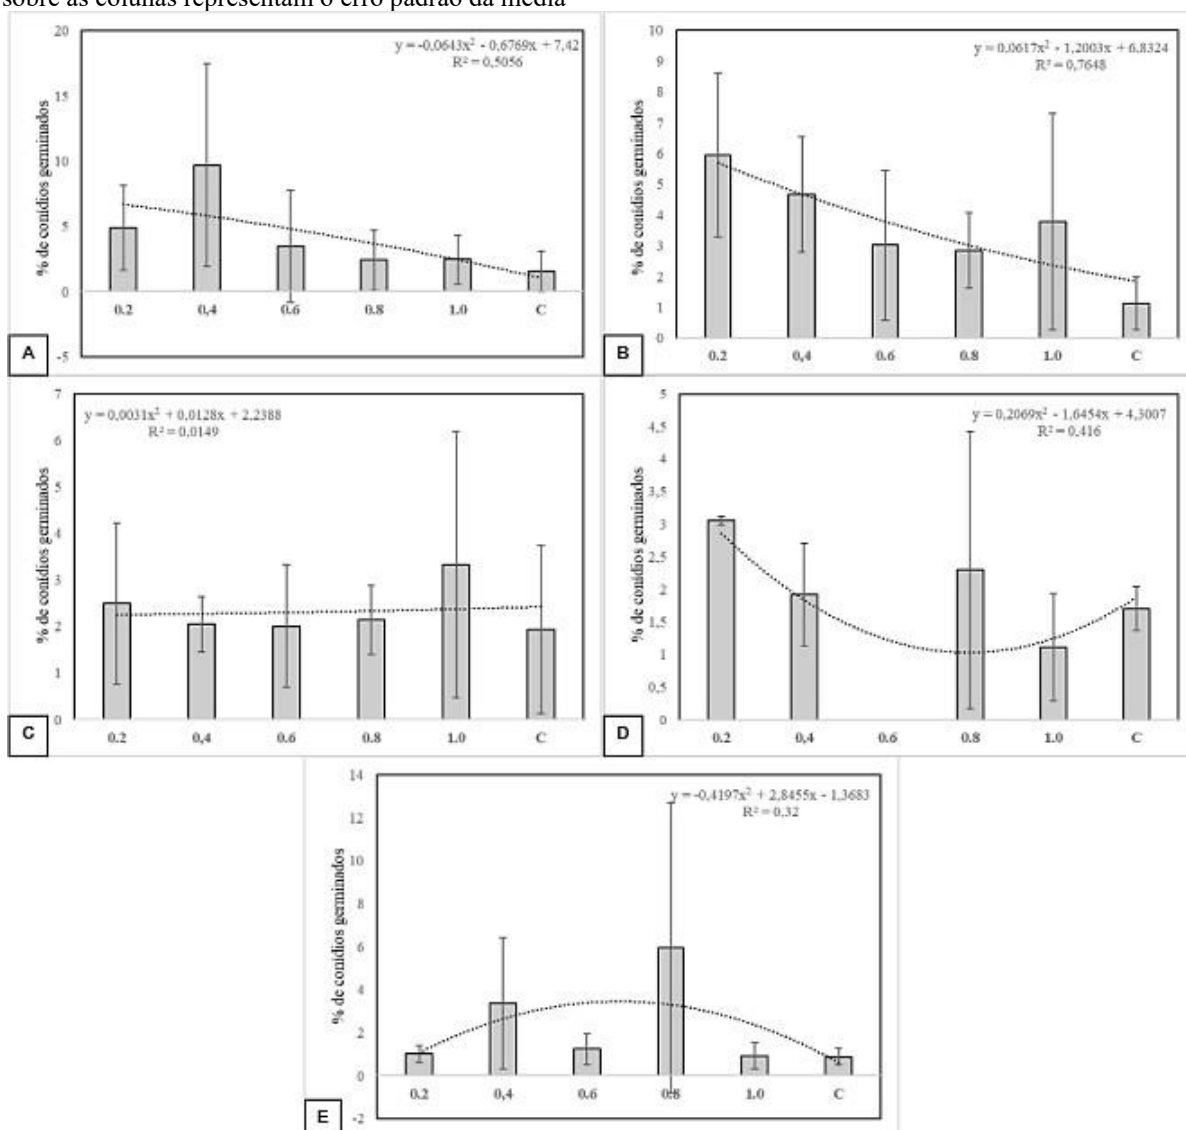 sobre as colunas representam o erro padrão da média
y = -0,0643x² - 0,6769x + 7,42
R² = 0,5056
% de conídios germinados
20
15
10
5
0
-5
0.2 0,4 0.6 0.8 1.0 C
A
y = 0,0617x² - 1,2003x + 6,8324
R² = 0,7648
% de conídios germinados
10
9
8
7
6
5
4
3
2
1
0
0.2 0,4 0.6 0.8 1.0 C
B
y = 0,0031x² + 0,0128x + 2,2388
R² = 0,0149
% de conídios germinados
7
6
5
4
3
2
1
0
0.2 0,4 0.6 0.8 1.0 C
C
y = 0,2069x² - 1,6454x + 4,3007
R² = 0,416
% de conídios germinados
5
4,5
4
3,5
3
2,5
2
1,5
1
0,5
0
0.2 0,4 0.6 0.8 1.0 C
D
y = -0,4197x² + 2,8455x - 1,3683
R² = 0,32
% de conídios germinados
14
12
10
8
6
4
2
0
-2
0.2 0,4 0.6 0.8 1.0 C
E